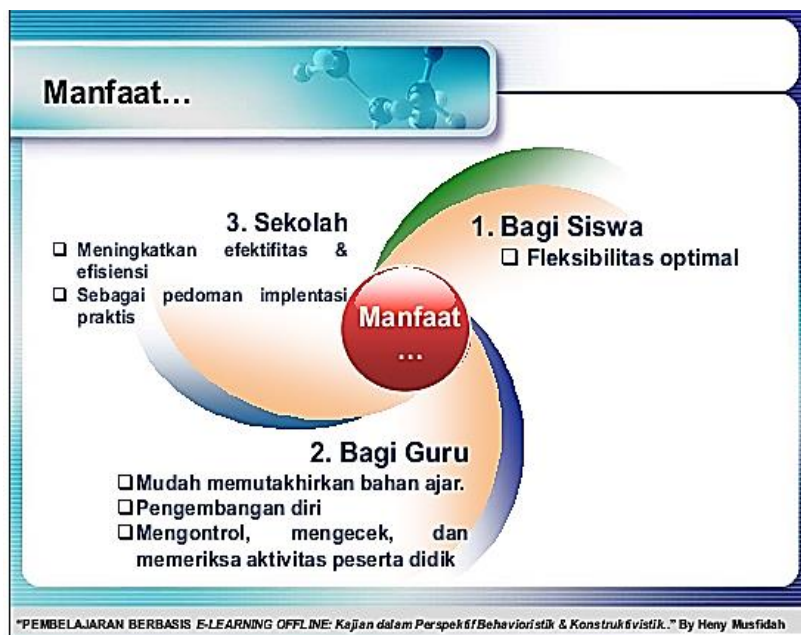 Manfaat...
1. Bagi Siswa
Fleksibilitas optimal
Manfaat
...
2. Bagi Guru
Mudah memutakhirkan bahan ajar.
Pengembangan diri
Mengontrol, mengecek, dan
memeriksa aktivitas peserta didik
3. Sekolah
Meningkatkan efektifitas &
efisiensi
Sebagai pedoman implentasi
praktis
"PEMBELAJARAN BERBASIS E-LEARNING OFFLINE: Kajian dalam Perspektif Behavioristik & Konstruktivistik.." By Heny Musfidah